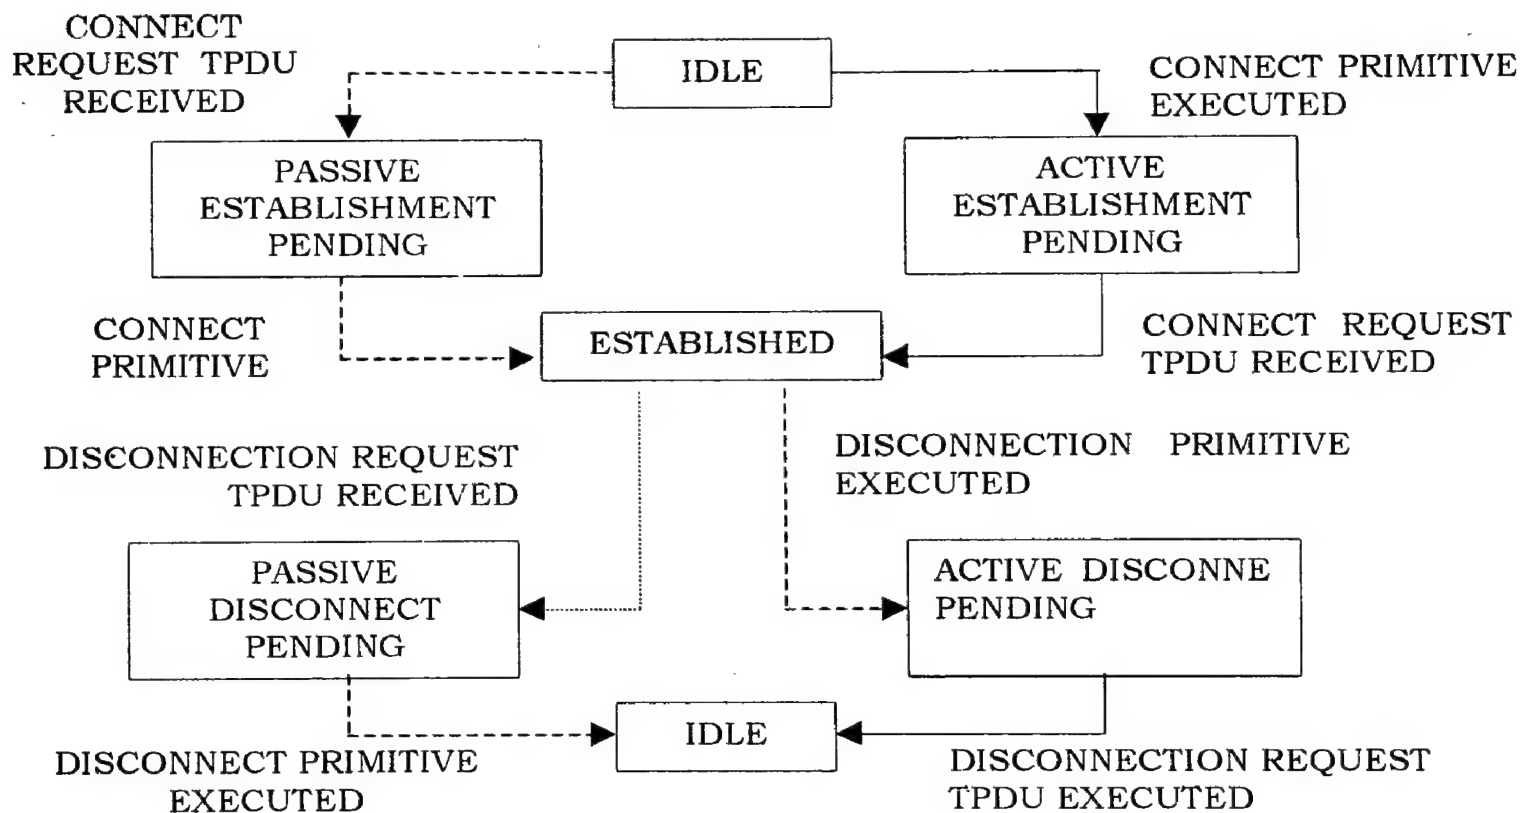 CONNECT
REQUEST TPDU
RECEIVED
IDLE
CONNECT PRIMITIVE
EXECUTED
PASSIVE
ESTABLISHMENT
PENDING
ACTIVE
ESTABLISHMENT
PENDING
CONNECT
PRIMITIVE
ESTABLISHED
CONNECT REQUEST
TPDU RECEIVED
DISCONNECTION REQUEST
TPDU RECEIVED
DISCONNECTION PRIMITIVE
EXECUTED
PASSIVE
DISCONNECT
PENDING
ACTIVE DISCONNE
PENDING
IDLE
DISCONNECT PRIMITIVE
EXECUTED
DISCONNECTION REQUEST
TPDU EXECUTED